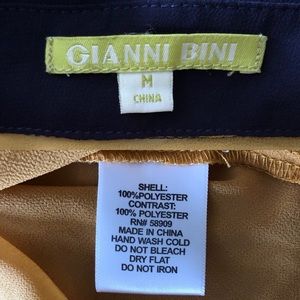 GIANNI BINI
M
CHINA
SHELL:
100%POLYESTER
CONTRAST:
100% POLYESTER
RN# 58909
MADE IN CHINA
HAND WASH COLD
DO NOT BLEACH
DRY FLAT
DO NOT IRON